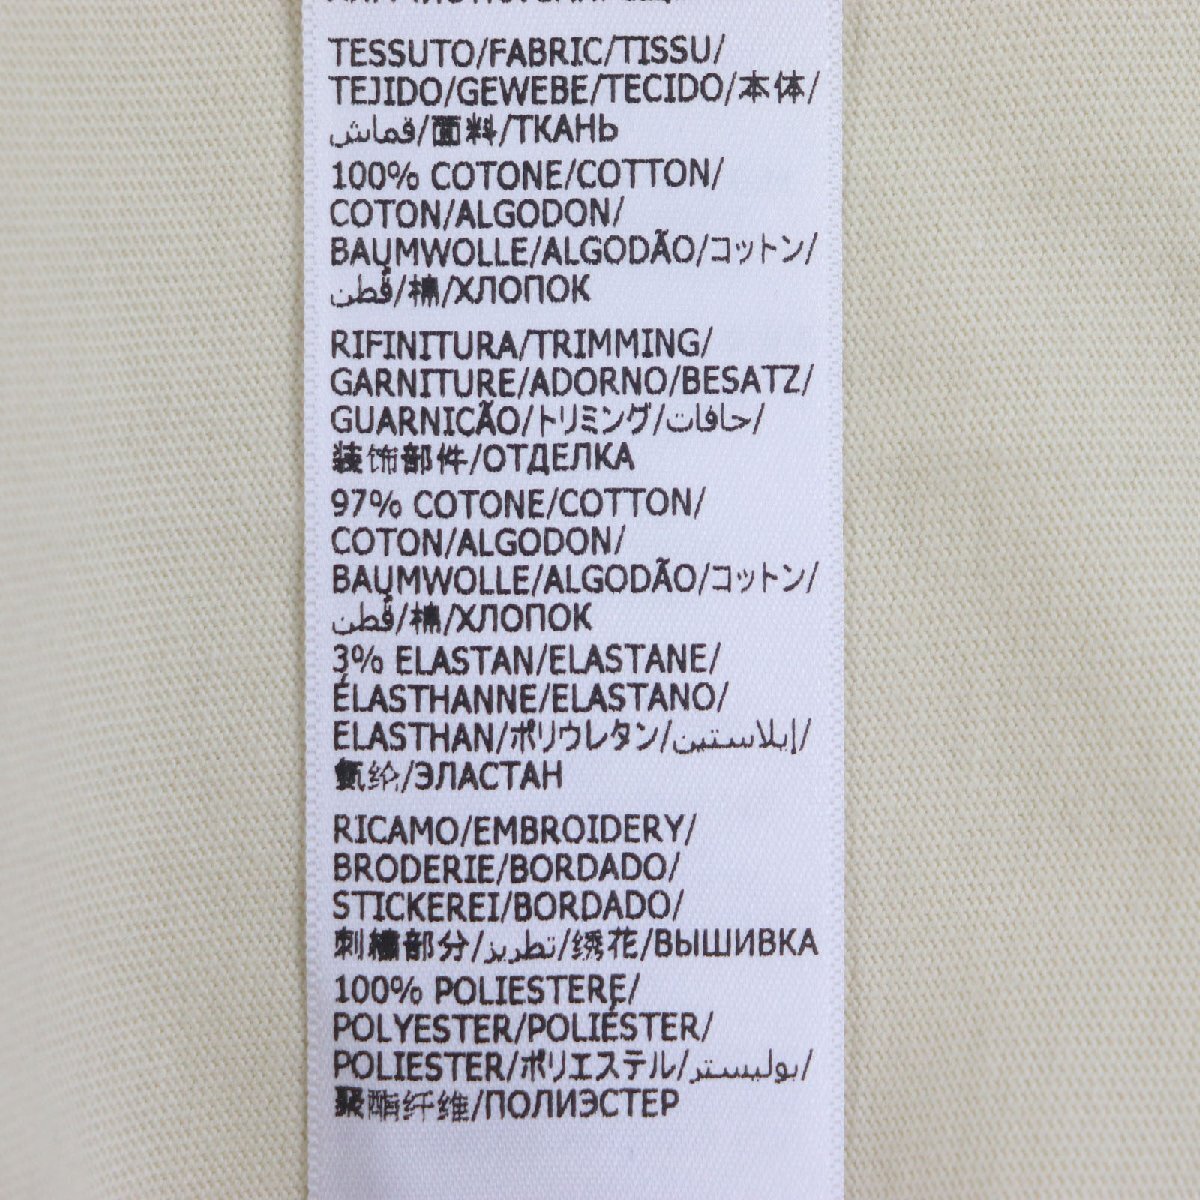 TESSUTO/FABRIC/TISSU/
TEJIDO/GEWEBE/TECIDO/本体/
قماش/面料/ТКАНЬ
100% COTONE/COTTON/
COTON/ALGODON/
BAUMWOLLE/ALGODÃO/コットン/
قطن/棉/ХЛОПОК
RIFINITURA/TRIMMING/
GARNITURE/ADORNO/BESATZ/
GUARNICÃO/トリミング/حافات/
装饰部件/ОТДЕЛКА
97% COTONE/COTTON/
COTON/ALGODON/
BAUMWOLLE/ALGODÃO/コットン/
قطن/棉/ХЛОПОК
3% ELASTAN/ELASTANE/
ÉLASTHANNE/ELASTANO/
ELASTHAN/ポリウレタン/إيلاستين/
氨纶/ЭЛАСТАН
RICAMO/EMBROIDERY/
BRODERIE/BORDADO/
STICKEREI/BORDADO/
刺繍部分/تطريز/绣花/ВЫШИВКА
100% POLIESTERE/
POLYESTER/POLIÉSTER/
POLIESTER/ポリエステル/بوليستر/
聚酯纤维/ПОЛИЭСТЕР